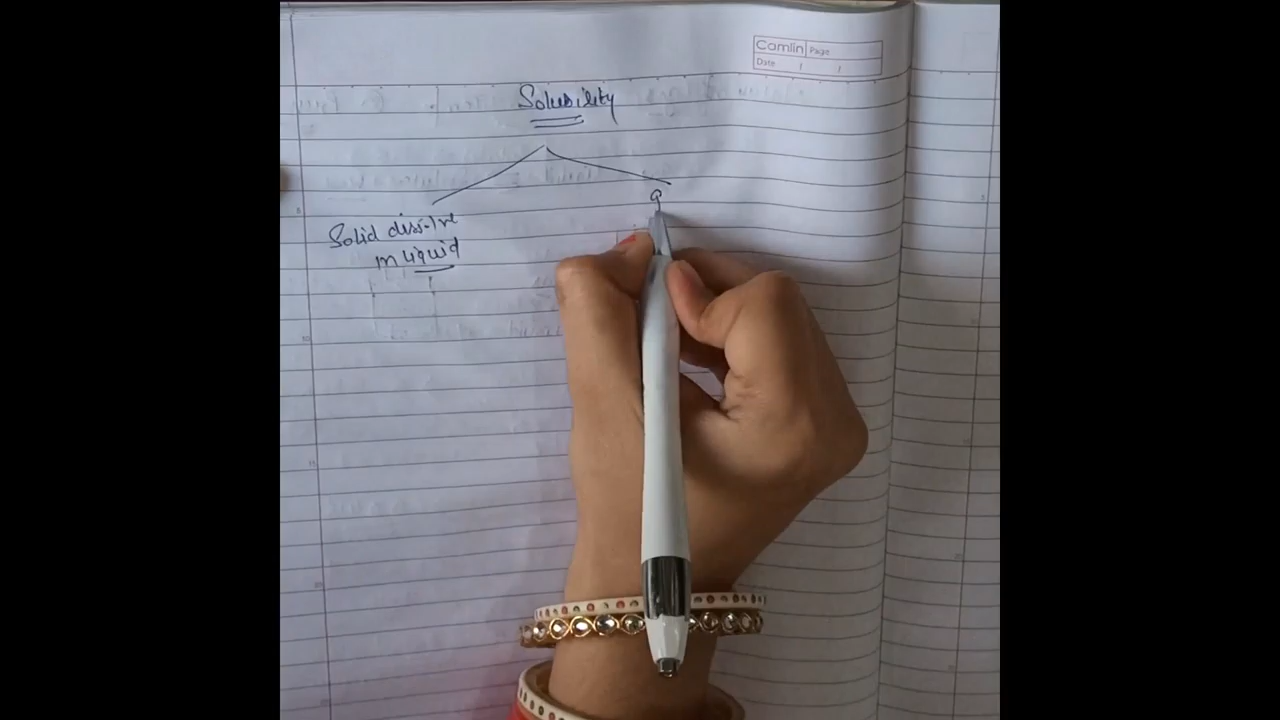 Camlin Page
Date / /
Solubility
Solid dissolve
in liquid